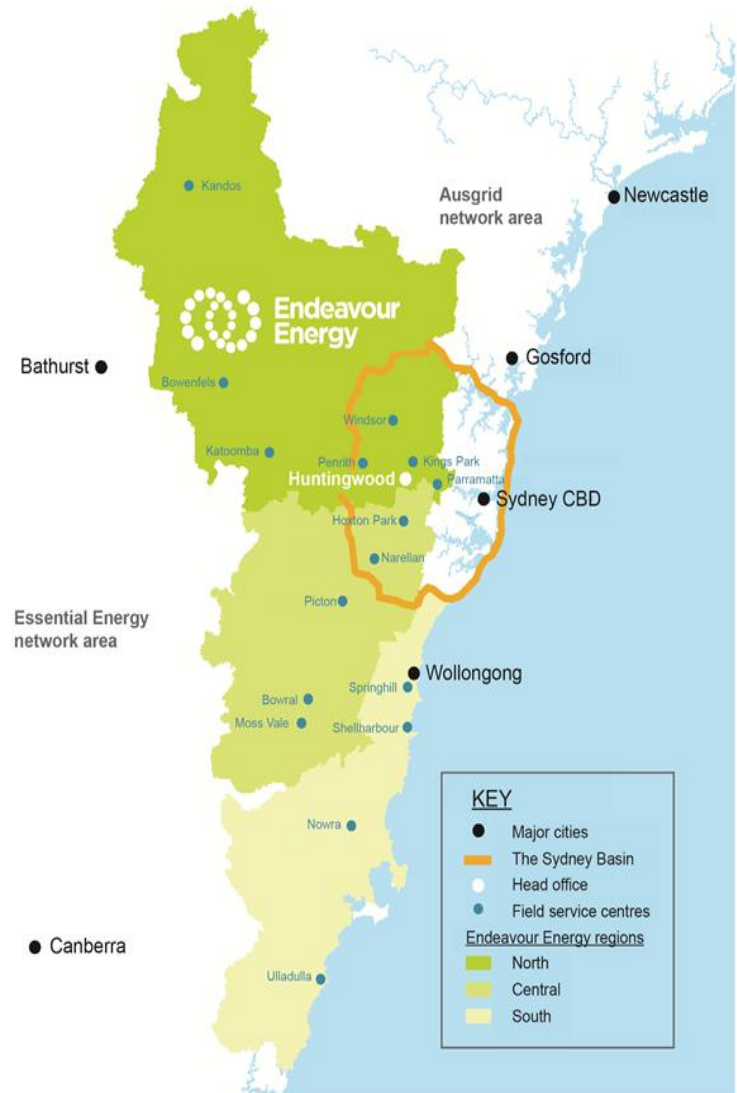 Kandos
Ausgrid
network area
Newcastle
Endeavour
Energy
Bathurst
Gosford
Bowenfels
Windsor
Katoomba
Penrith
Kings Park
Huntingwood
Parramatta
Sydney CBD
Hoxton Park
Narellan
Picton
Essential Energy
network area
Wollongong
Springhill
Bowral
Moss Vale
Shellharbour
Nowra
Canberra
Ulladulla
KEY
Major cities
The Sydney Basin
Head office
Field service centres
Endeavour Energy regions
North
Central
South